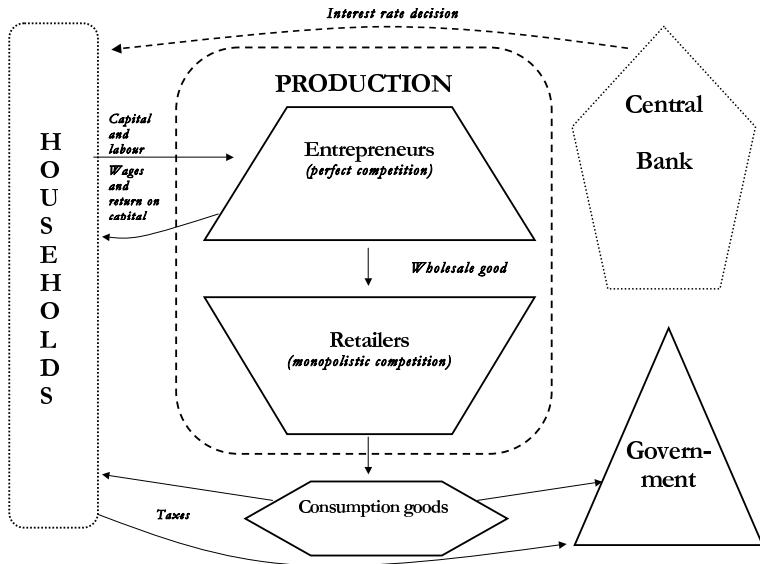 Interest rate decision
PRODUCTION
Central
Bank
Capital
and
labour
Wages
and
return on
capital
H
O
U
S
E
H
O
L
D
S
Entrepreneurs
(perfect competition)
Wholesale good
Retailers
(monopolistic competition)
Govern-
ment
Consumption goods
Taxes